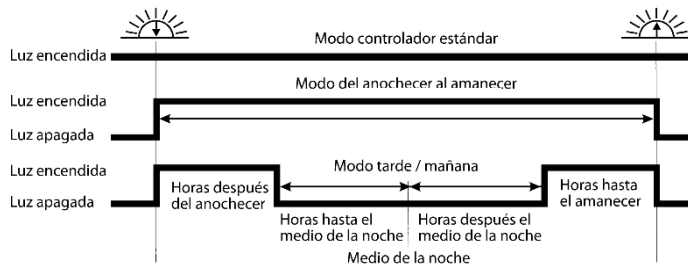 Modo controlador estándar
Luz encendida
Modo del anochecer al amanecer
Luz encendida
Luz apagada
Luz encendida
Modo tarde / mañana
Luz apagada
Horas después
del anochecer
Horas hasta
el amanecer
Horas hasta el
medio de la noche
Horas después el
medio de la noche
Medio de la noche